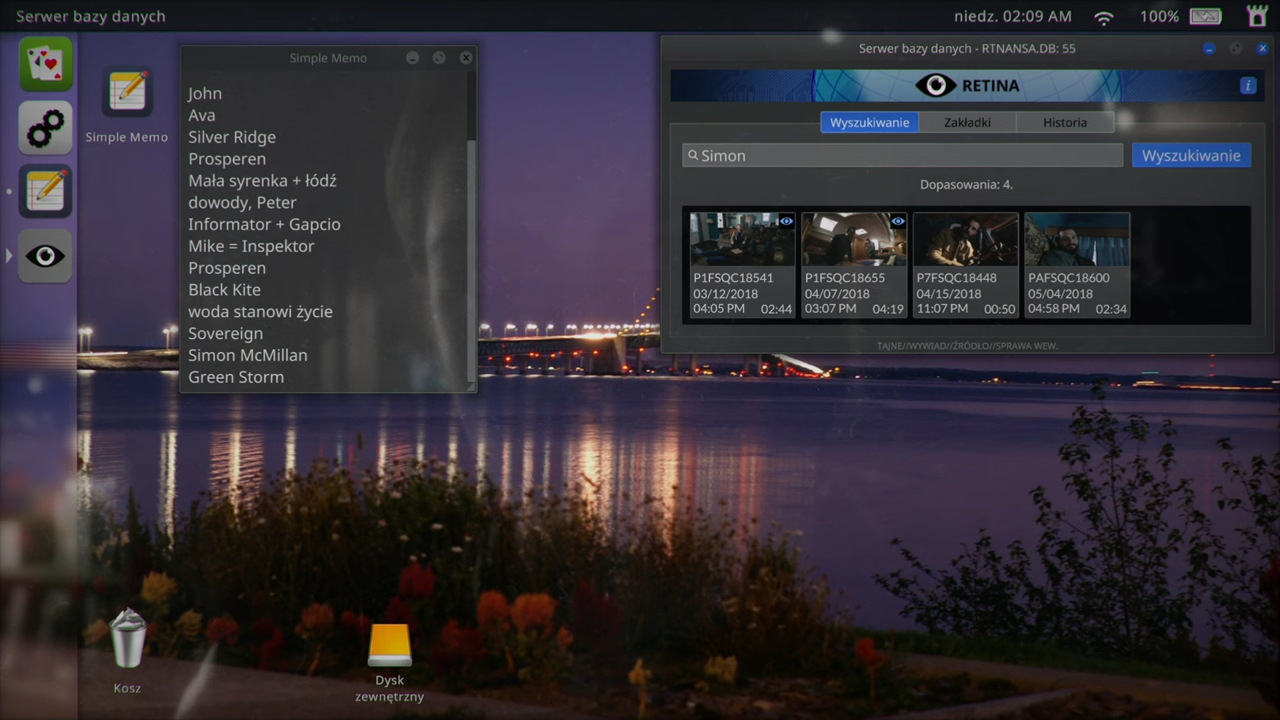 Serwer bazy danych
niedz. 02:09 AM
100%
Simple Memo
Simple Memo
John
Ava
Silver Ridge
Prosperen
Mała syrenka + łódź
dowody, Peter
Informator + Gapcio
Mike = Inspektor
Prosperen
Black Kite
woda stanowi życie
Sovereign
Simon McMillan
Green Storm
Serwer bazy danych - RTNANSA.DB: 55
RETINA
Wyszukiwanie
Zakładki
Historia
Simon
Wyszukiwanie
Dopasowania: 4.
P1FSQC18541
03/12/2018
04:05 PM 02:44
P1FSQC18655
04/07/2018
03:07 PM 04:19
P7FSQC18448
04/15/2018
11:07 PM 00:50
PAFSQC18600
05/04/2018
04:58 PM 02:34
TAJNE//WYWIAD//ŹRÓDŁO//SPRAWA WEW.
Kosz
Dysk
zewnętrzny